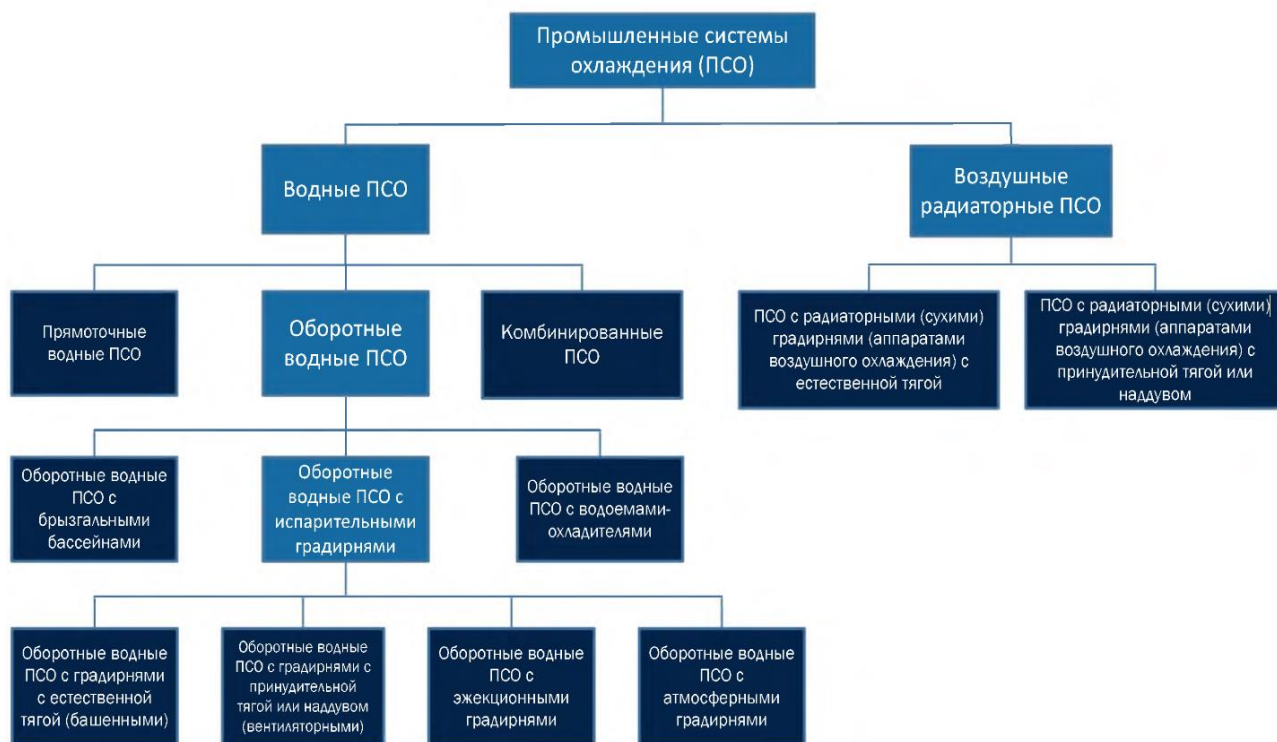 Промышленные системы
охлаждения (ПСО)
Водные ПСО
Воздушные
радиаторные ПСО
Прямоточные
водные ПСО
Оборотные
водные ПСО
Комбинированные
ПСО
ПСО с радиаторными (сухими)
градирнями (аппаратами
воздушного охлаждения) с
естественной тягой
ПСО с радиаторными (сухими)
градирнями (аппаратами
воздушного охлаждения) с
принудительной тягой или
наддувом
Оборотные водные
ПСО с
брызгальными
бассейнами
Оборотные
водные ПСО с
испарительными
градирнями
Оборотные водные
ПСО с водоемами-
охладителями
Оборотные водные
ПСО с градирнями
с естественной
тягой (башенными)
Оборотные водные
ПСО с градирнями с
принудительной
тягой или наддувом
(вентиляторными)
Оборотные водные
ПСО с
эжекционными
градирнями
Оборотные водные
ПСО с
атмосферными
градирнями